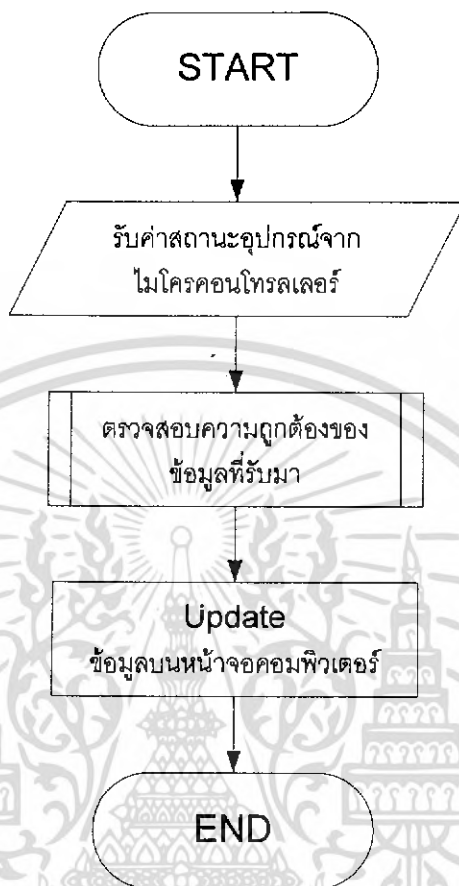 START
รับค่าสถานะอุปกรณ์จาก
ไมโครคอนโทรลเลอร์
ตรวจสอบความถูกต้องของ
ข้อมูลที่รับมา
Update
ข้อมูลบนหน้าจอคอมพิวเตอร์
END